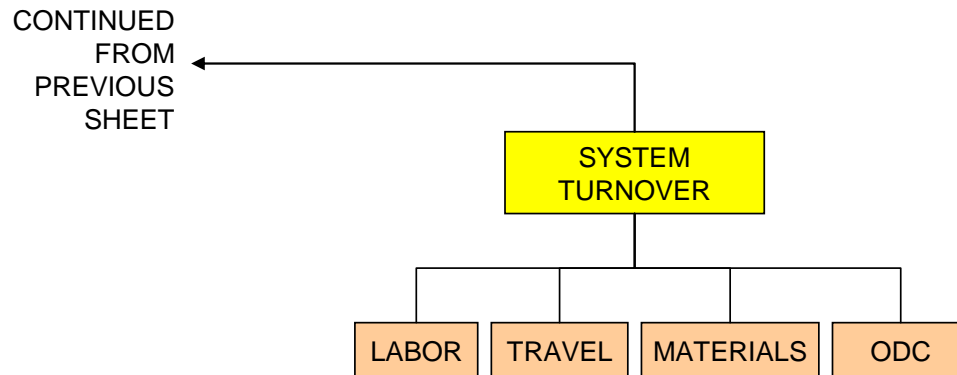 CONTINUED
FROM
PREVIOUS
SHEET
SYSTEM
TURNOVER
LABOR
TRAVEL
MATERIALS
ODC